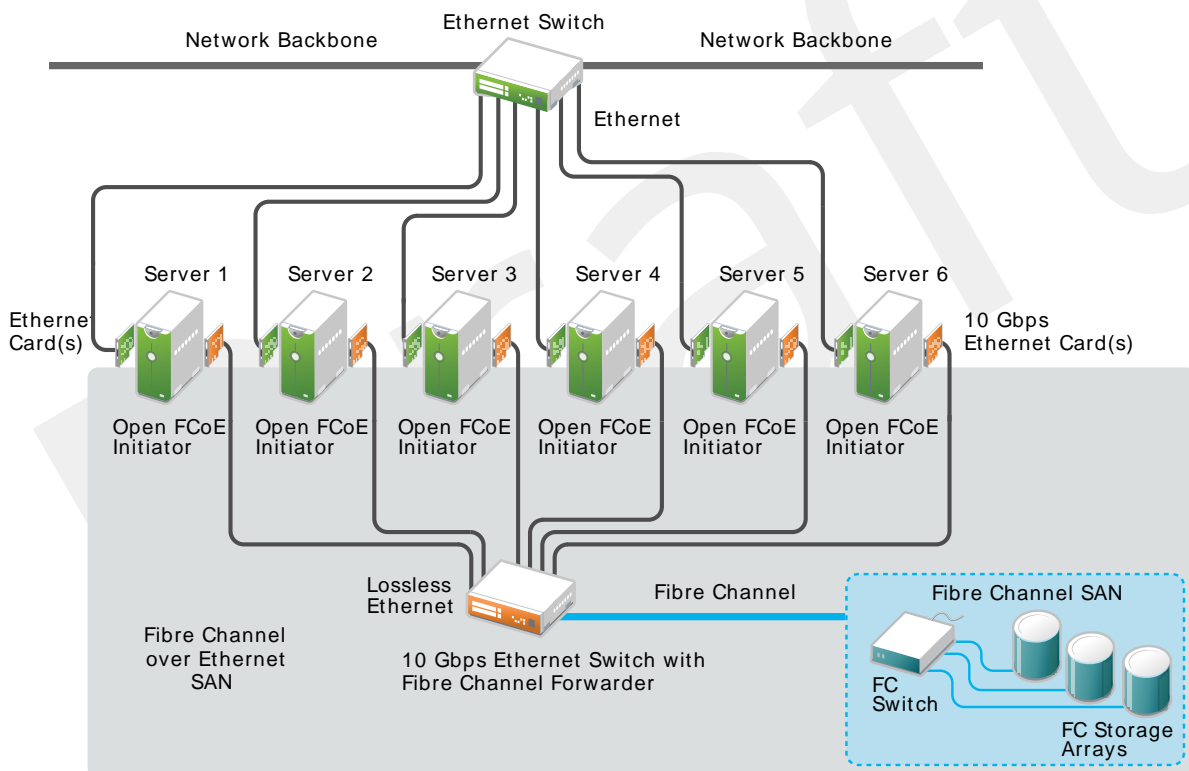 Ethernet Switch
Network Backbone
Network Backbone
Ethernet
Server 1
Server 2
Server 3
Server 4
Server 5
Server 6
Ethernet
Card(s)
10 Gbps
Ethernet Card(s)
Open FCoE
Initiator
Open FCoE
Initiator
Open FCoE
Initiator
Open FCoE
Initiator
Open FCoE
Initiator
Open FCoE
Initiator
Lossless
Ethernet
Fibre Channel
Fibre Channel SAN
Fibre Channel
over Ethernet
SAN
10 Gbps Ethernet Switch with
Fibre Channel Forwarder
FC
Switch
FC Storage
Arrays